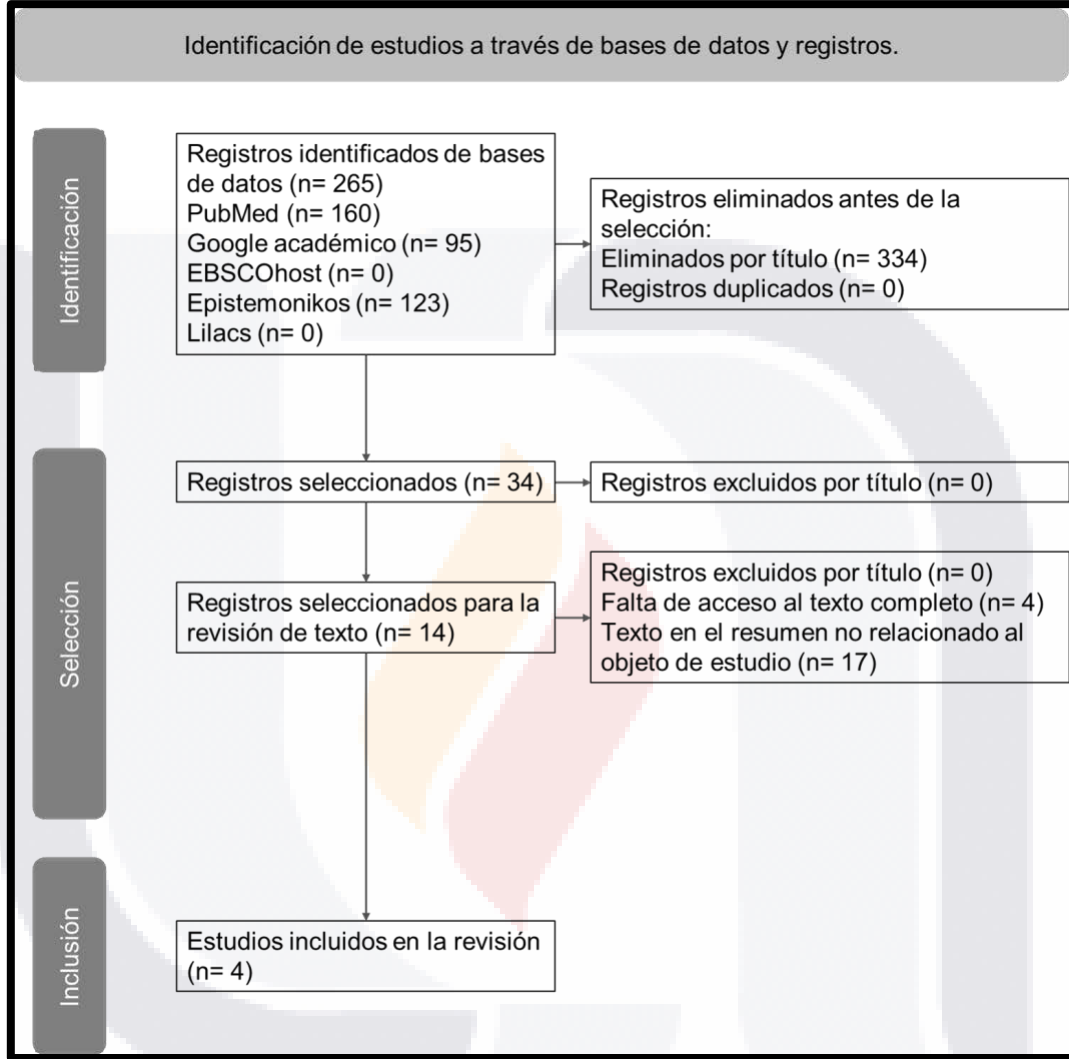 Identificación de estudios a través de bases de datos y registros.
Identificación
Registros identificados de bases
de datos (n= 265)
PubMed (n= 160)
Google académico (n= 95)
EBSCOhost (n= 0)
Epistemonikos (n= 123)
Lilacs (n= 0)
Registros eliminados antes de la
selección:
Eliminados por título (n= 334)
Registros duplicados (n= 0)
Selección
Registros seleccionados (n= 34)
Registros excluidos por título (n= 0)
Registros seleccionados para la
revisión de texto (n= 14)
Registros excluidos por título (n= 0)
Falta de acceso al texto completo (n= 4)
Texto en el resumen no relacionado al
objeto de estudio (n= 17)
Inclusión
Estudios incluidos en la revisión
(n= 4)